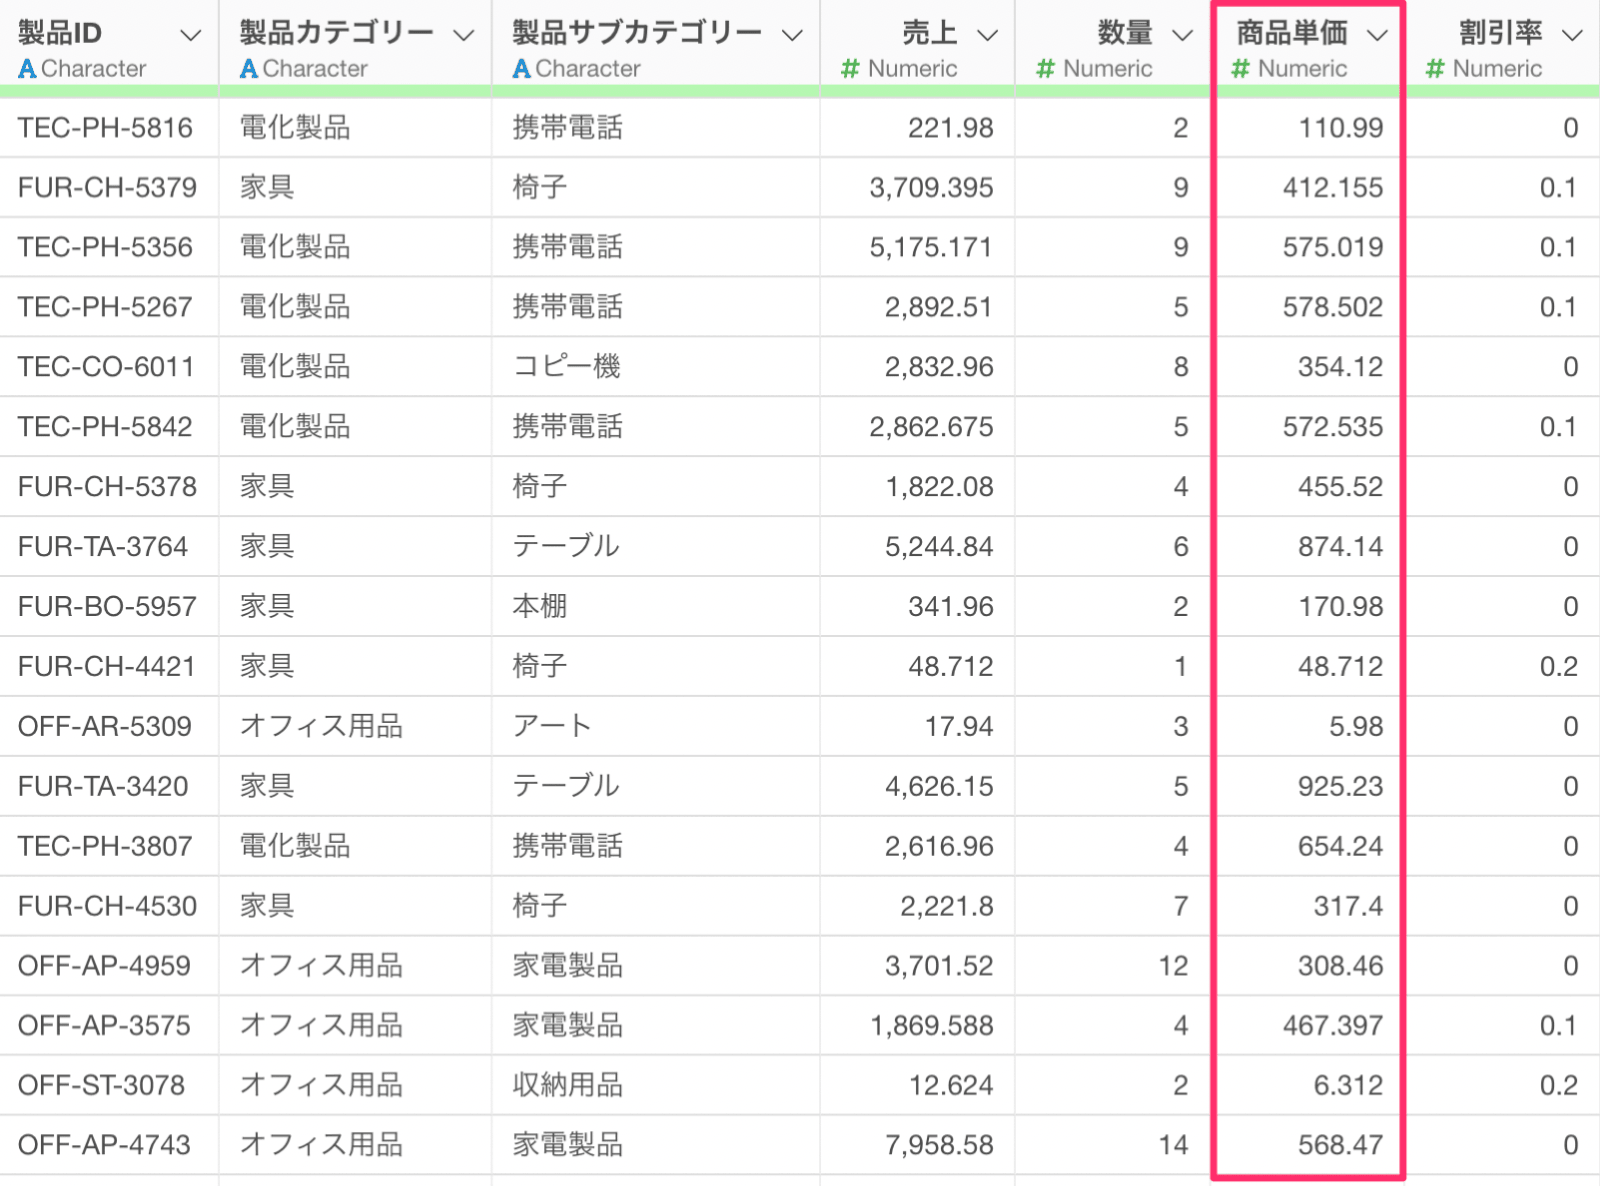 製品ID 製品カテゴリー 製品サブカテゴリー 売上 数量 商品単価 割引率
A Character A Character A Character # Numeric # Numeric # Numeric # Numeric
TEC-PH-5816 電化製品 携帯電話 221.98 2 110.99 0
FUR-CH-5379 家具 椅子 3,709.395 9 412.155 0.1
TEC-PH-5356 電化製品 携帯電話 5,175.171 9 575.019 0.1
TEC-PH-5267 電化製品 携帯電話 2,892.51 5 578.502 0.1
TEC-CO-6011 電化製品 コピー機 2,832.96 8 354.12 0
TEC-PH-5842 電化製品 携帯電話 2,862.675 5 572.535 0.1
FUR-CH-5378 家具 椅子 1,822.08 4 455.52 0
FUR-TA-3764 家具 テーブル 5,244.84 6 874.14 0
FUR-BO-5957 家具 本棚 341.96 2 170.98 0
FUR-CH-4421 家具 椅子 48.712 1 48.712 0.2
OFF-AR-5309 オフィス用品 アート 17.94 3 5.98 0
FUR-TA-3420 家具 テーブル 4,626.15 5 925.23 0
TEC-PH-3807 電化製品 携帯電話 2,616.96 4 654.24 0
FUR-CH-4530 家具 椅子 2,221.8 7 317.4 0
OFF-AP-4959 オフィス用品 家電製品 3,701.52 12 308.46 0
OFF-AP-3575 オフィス用品 家電製品 1,869.588 4 467.397 0.1
OFF-ST-3078 オフィス用品 収納用品 12.624 2 6.312 0.2
OFF-AP-4743 オフィス用品 家電製品 7,958.58 14 568.47 0